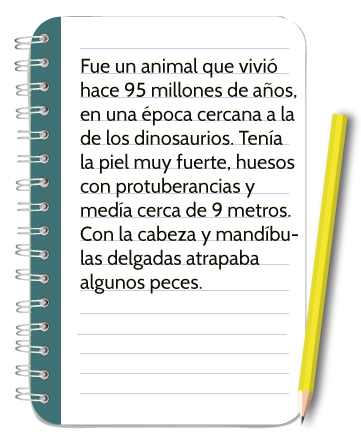 Fue un animal que vivió
hace 95 millones de años,
en una época cercana a la
de los dinosaurios. Tenía
la piel muy fuerte, huesos
con protuberancias y
medía cerca de 9 metros.
Con la cabeza y mandíbu-
las delgadas atrapaba
algunos peces.